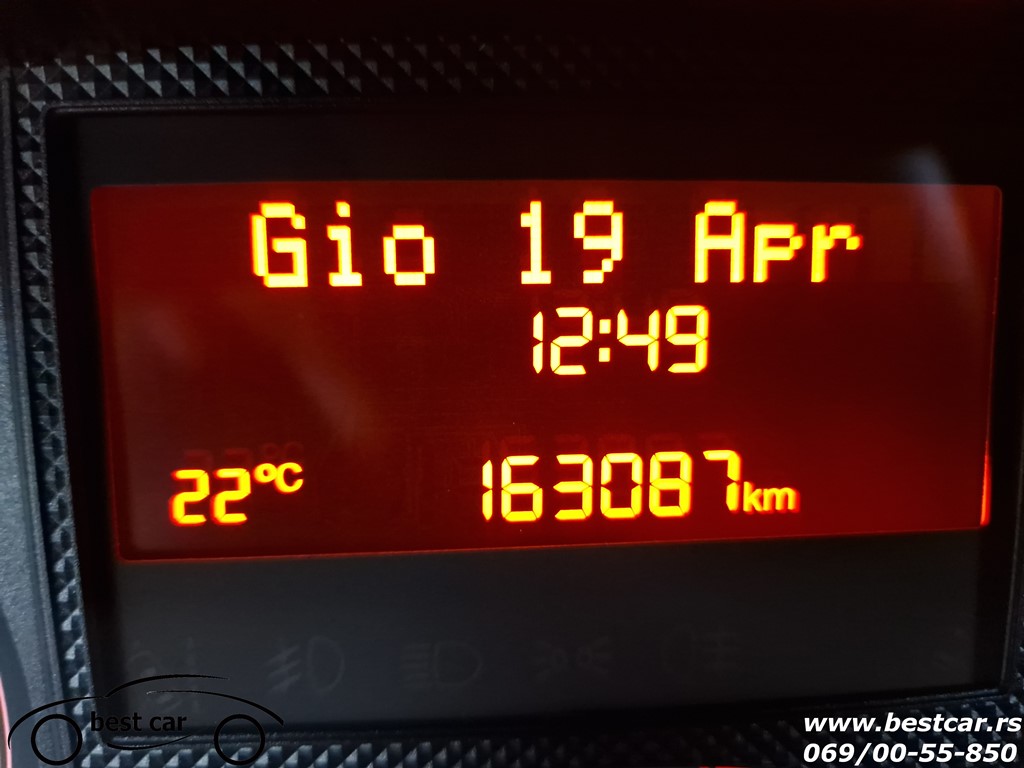 Gio 19 Apr
12:49
22°C 163087km
best car
www.bestcar.rs
069/00-55-850